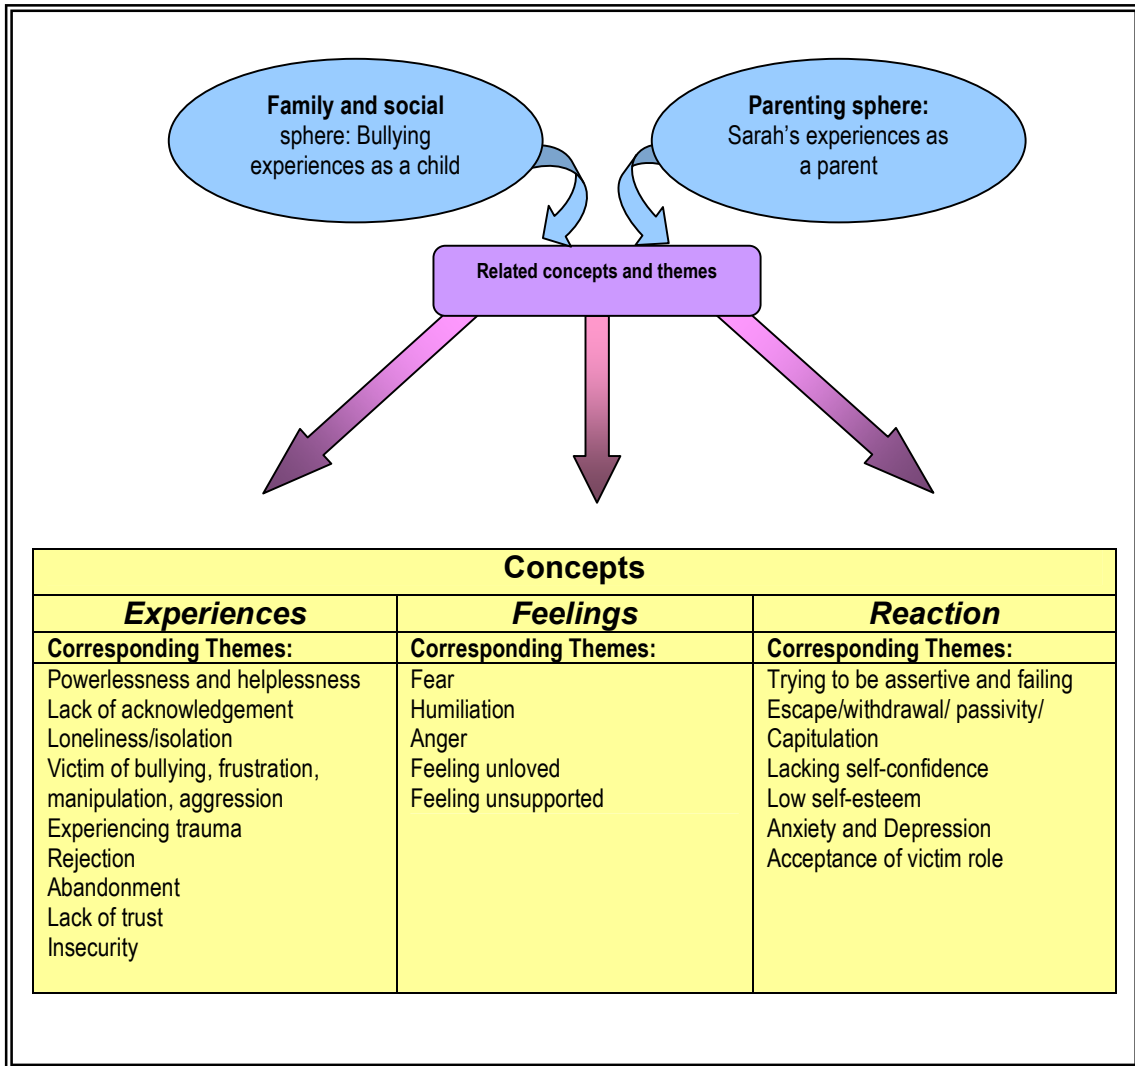 Family and social
sphere: Bullying
experiences as a child
Parenting sphere:
Sarah’s experiences as
a parent
Related concepts and themes
Concepts
Experiences
Feelings
Reaction
Corresponding Themes:
Corresponding Themes:
Corresponding Themes:
Powerlessness and helplessness
Lack of acknowledgement
Loneliness/isolation
Victim of bullying, frustration,
manipulation, aggression
Experiencing trauma
Rejection
Abandonment
Lack of trust
Insecurity
Fear
Humiliation
Anger
Feeling unloved
Feeling unsupported
Trying to be assertive and failing
Escape/withdrawal/ passivity/
Capitulation
Lacking self-confidence
Low self-esteem
Anxiety and Depression
Acceptance of victim role